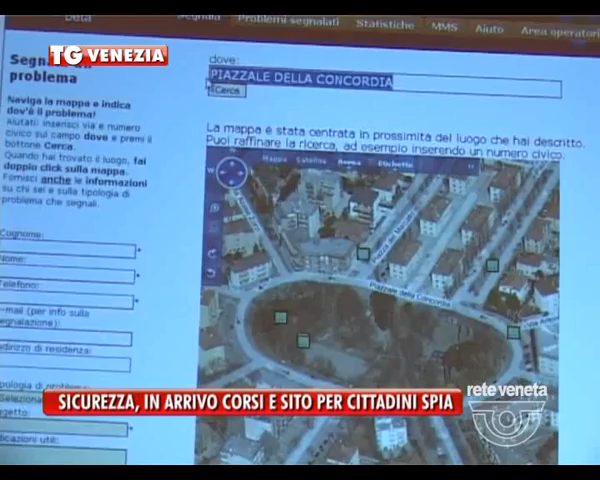 Beta
Segnala
Problemi segnalati
Statistiche
MMS
Aiuto
Area operatori
TG VENEZIA
Segnala un
problema
Naviga la mappa e indica
dov'è il problema!
Aiutati: inserisci via e numero
civico sul campo dove e premi il
bottone Cerca.
Quando hai trovato il luogo, fai
doppio click sulla mappa.
Fornisci anche le informazioni
su chi sei e sulla tipologia di
problema che segnali.
Cognome:
*
Nome:
*
Telefono:
*
e-mail (per info sulla
segnalazione):
indirizzo di residenza:
dove:
PIAZZALE DELLA CONCORDIA
Cerca
La mappa è stata centrata in prossimita del luogo che hai descritto.
Puoi raffinare la ricerca, ad esempio inserendo un numero civico.
Mappa
Satellite
Etichette
Piazzale della Concordia
SICUREZZA, IN ARRIVO CORSI E SITO PER CITTADINI SPIA
rete veneta